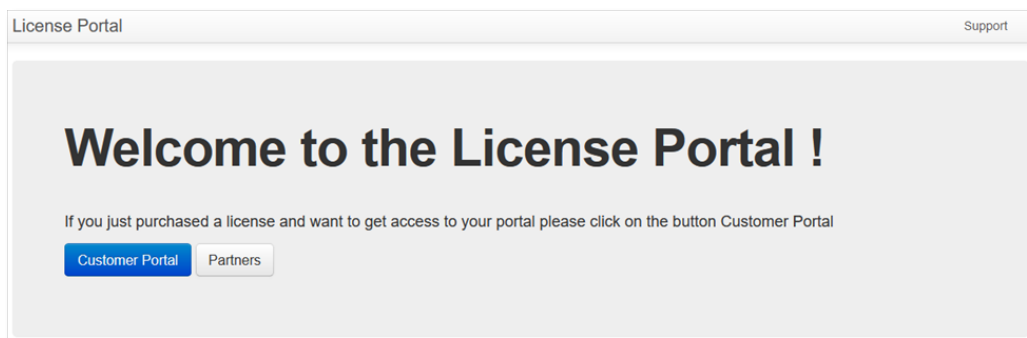 License Portal Support
Welcome to the License Portal !
If you just purchased a license and want to get access to your portal please click on the button Customer Portal
Customer Portal Partners